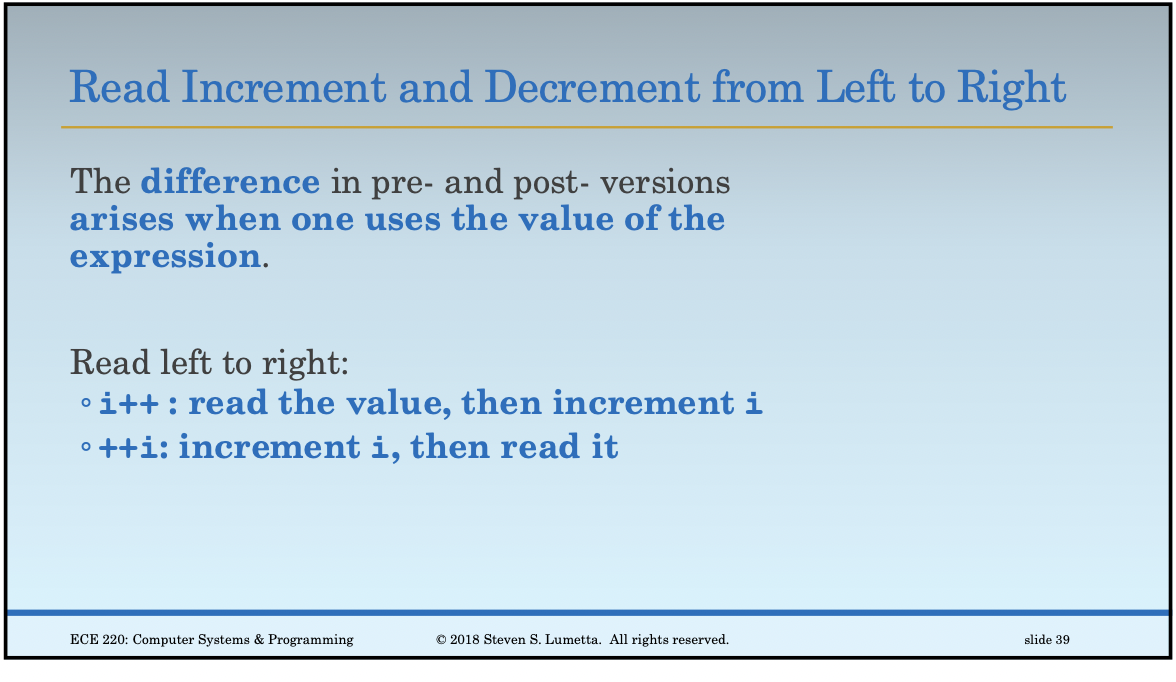 Read Increment and Decrement from Left to Right
The difference in pre- and post- versions
arises when one uses the value of the
expression.
Read left to right:
◦ i++ : read the value, then increment i
◦ ++i: increment i, then read it
ECE 220: Computer Systems & Programming © 2018 Steven S. Lumetta. All rights reserved. slide 39